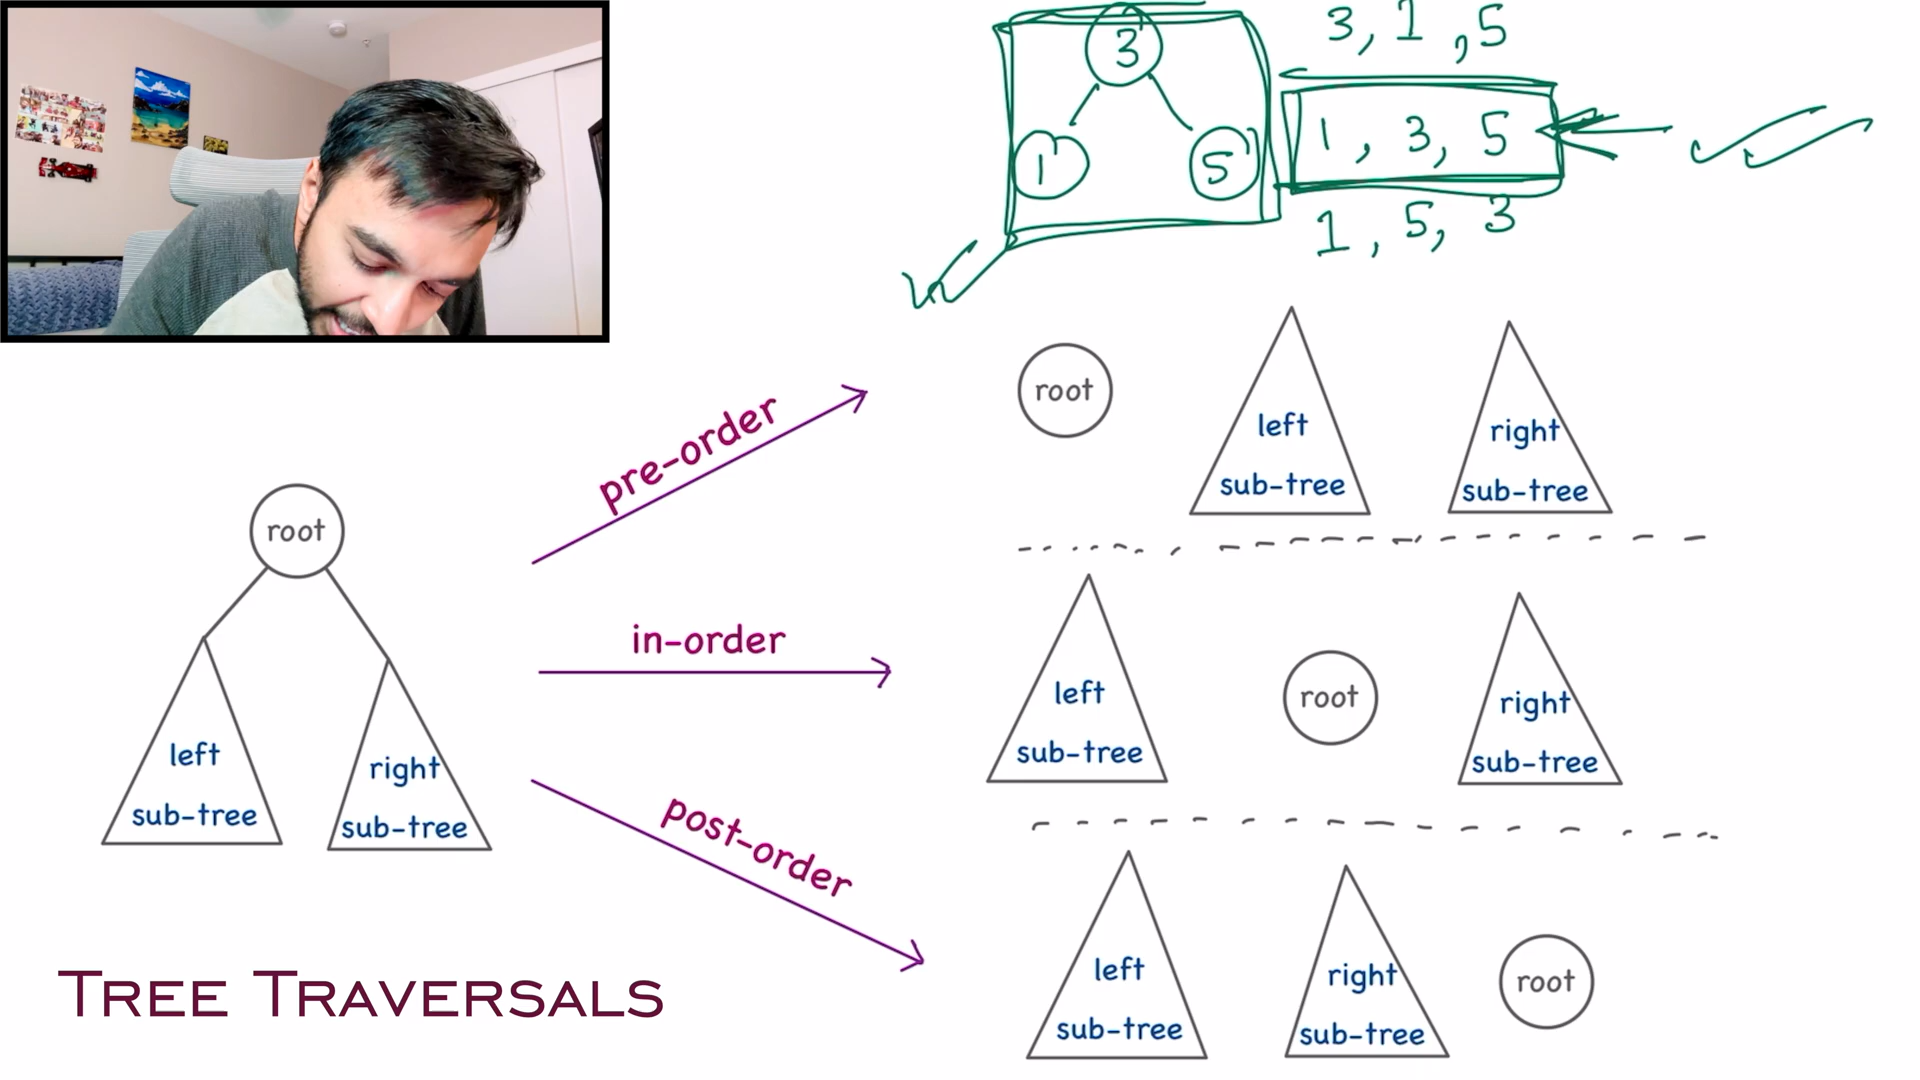 3
1
5
3, 1, 5
1, 3, 5
1, 5, 3
root
left
sub-tree
right
sub-tree
pre-order
in-order
post-order
root
left
sub-tree
right
sub-tree
left
sub-tree
root
right
sub-tree
left
sub-tree
right
sub-tree
root
TREE TRAVERSALS